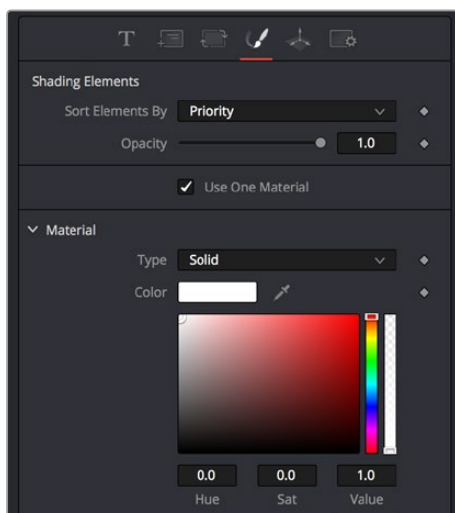 T
Shading Elements
Sort Elements By Priority
Opacity 1.0
Use One Material
Material
Type Solid
Color
0.0 0.0 1.0
Hue Sat Value